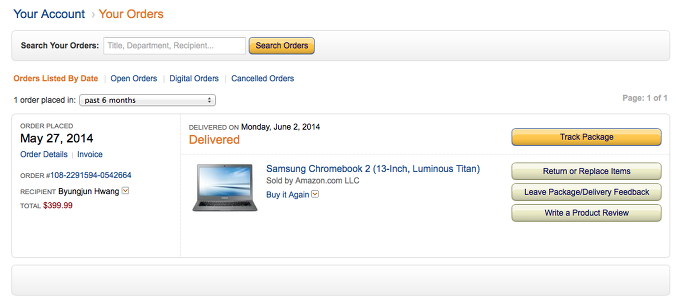 Your Account › Your Orders
Search Your Orders: Title, Department, Recipient... Search Orders
Orders Listed By Date | Open Orders | Digital Orders | Cancelled Orders
1 order placed in: past 6 months
Page: 1 of 1
ORDER PLACED
May 27, 2014
Order Details | Invoice
ORDER #108-2291594-0542664
RECIPIENT Byungjun Hwang
TOTAL $399.99
DELIVERED ON Monday, June 2, 2014
Delivered
Samsung Chromebook 2 (13-Inch, Luminous Titan)
Sold by Amazon.com LLC
Buy it Again
Track Package
Return or Replace Items
Leave Package/Delivery Feedback
Write a Product Review